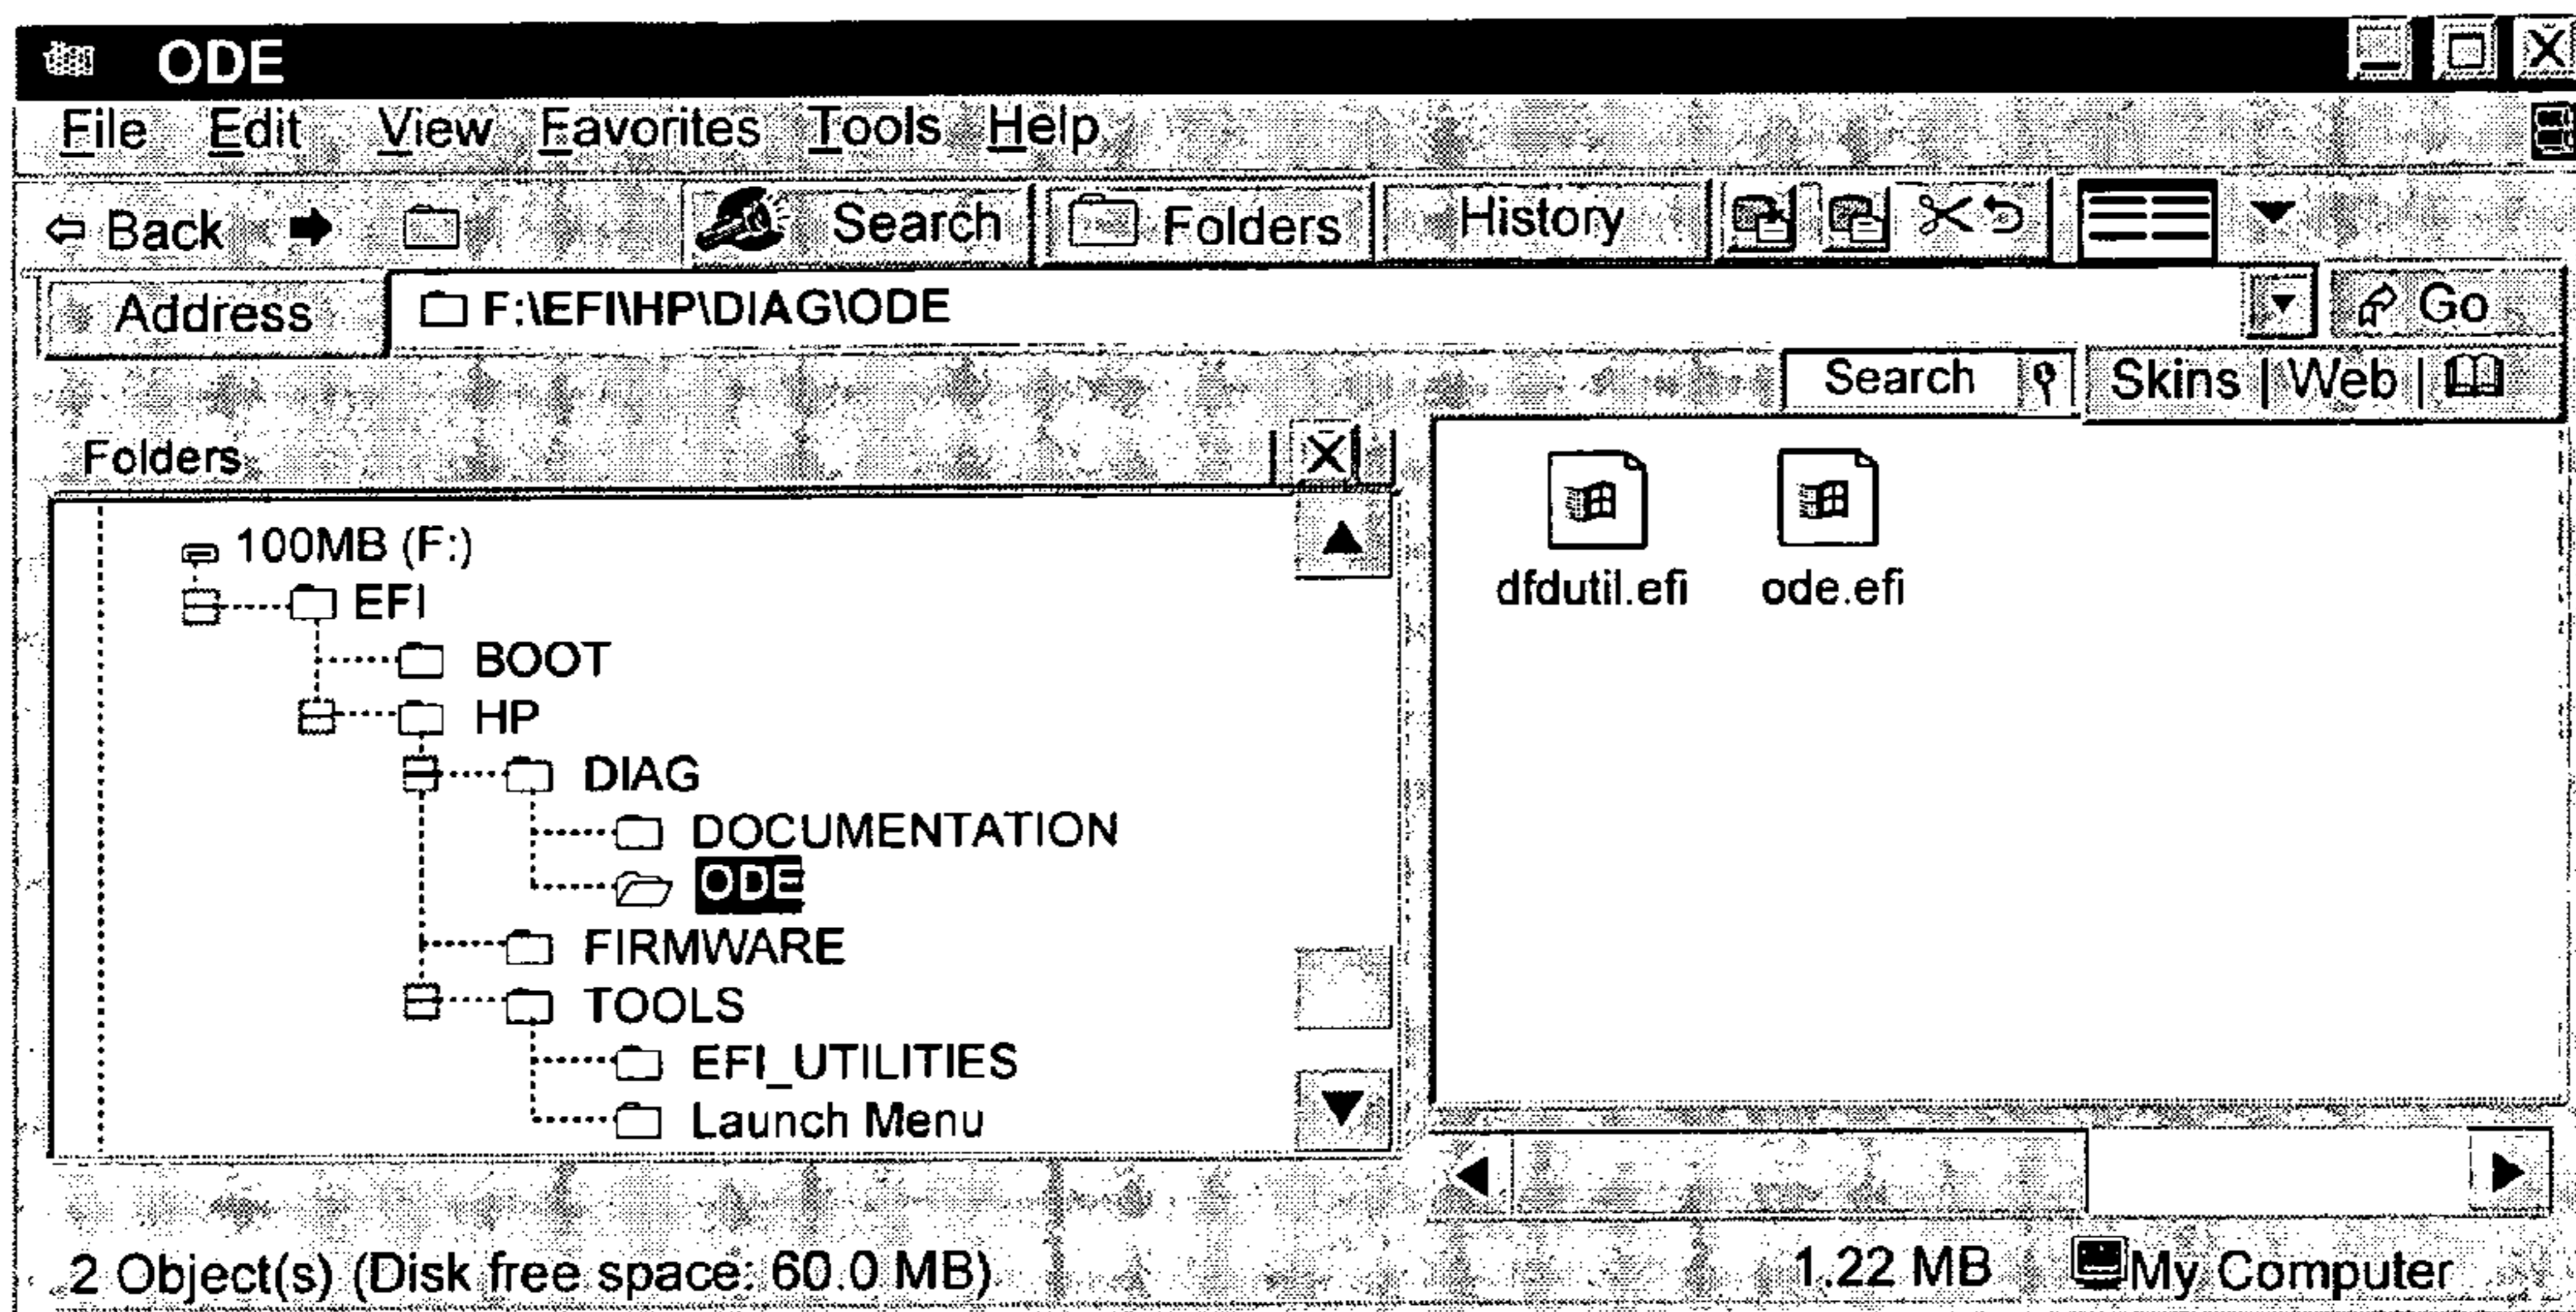 ODE
File Edit View Favorites Tools Help
Back Search Folders History
Address F:\EFI\HP\DIAG\ODE Go
Search Skins | Web |
Folders
100MB (F:)
EFI
BOOT
HP
DIAG
DOCUMENTATION
ODE
FIRMWARE
TOOLS
EFI_UTILITIES
Launch Menu
dfdutil.efi ode.efi
2 Object(s) (Disk free space: 60.0 MB) 1.22 MB My Computer